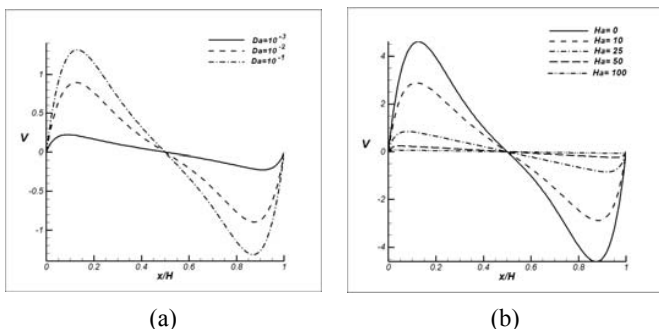 Da=10⁻³
Da=10⁻²
Da=10⁻¹
1
0.5
V
0
-0.5
-1
0
0.2
0.4
0.6
0.8
1
x/H
(a)
Ha= 0
Ha= 10
Ha= 25
Ha= 50
Ha= 100
4
2
V
0
-2
-4
0
0.2
0.4
0.6
0.8
1
x/H
(b)